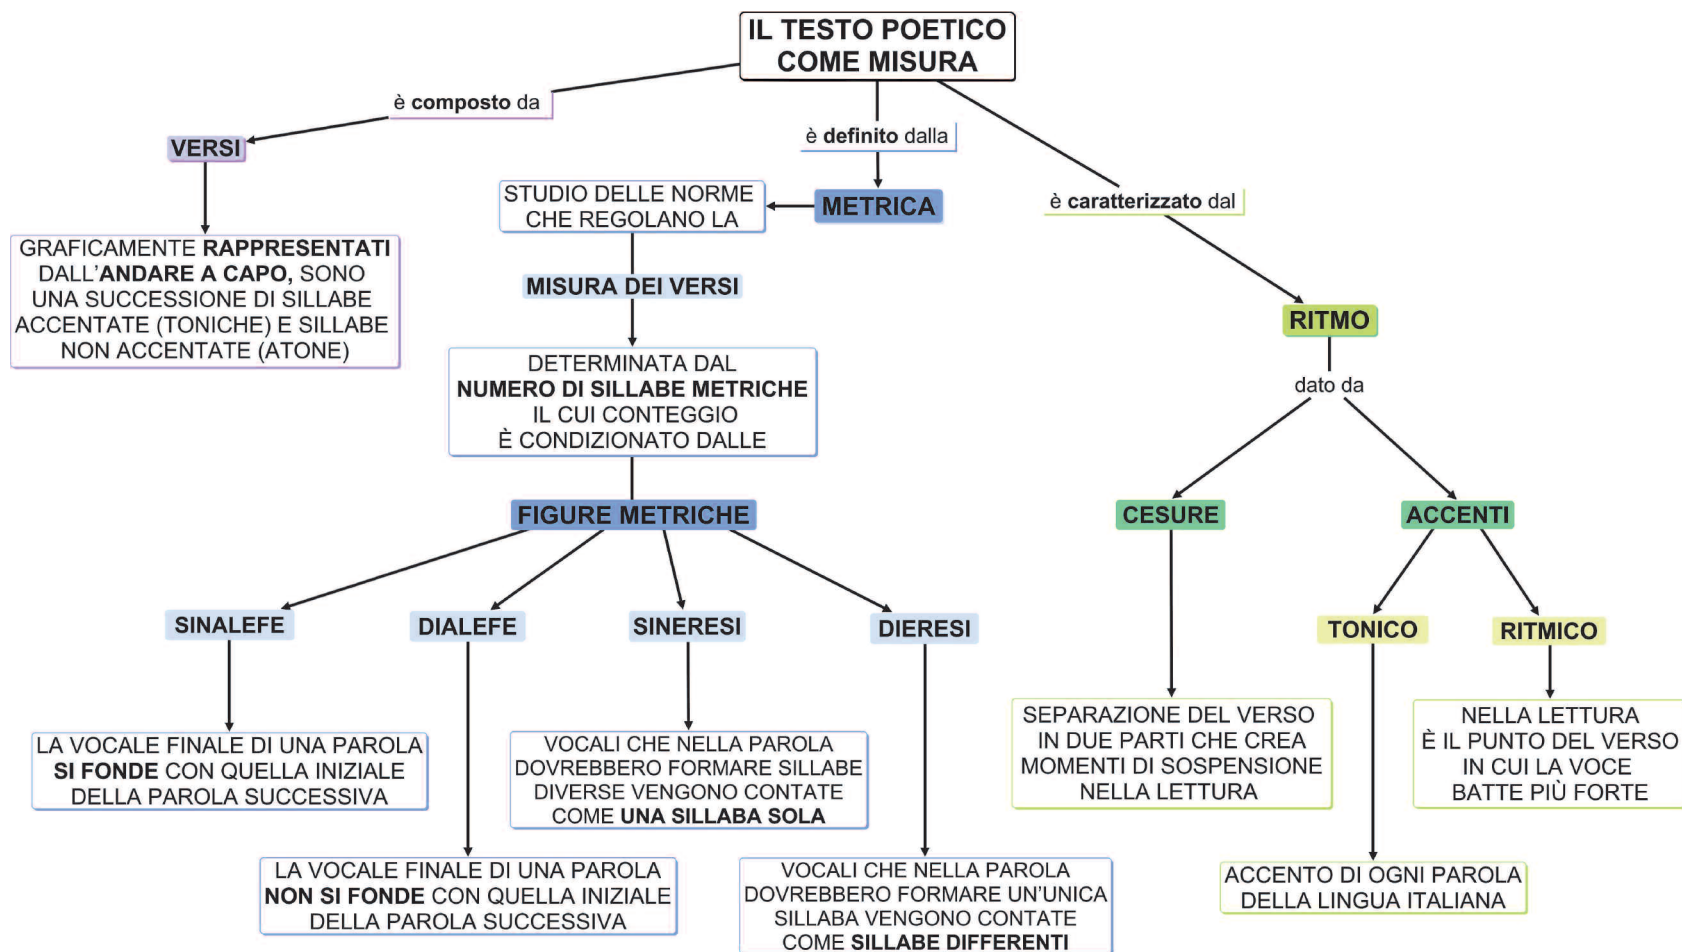 IL TESTO POETICO
COME MISURA
è composto da
VERSI
GRAFICAMENTE RAPPRESENTATI
DALL'ANDARE A CAPO, SONO
UNA SUCCESSIONE DI SILLABE
ACCENTATE (TONICHE) E SILLABE
NON ACCENTATE (ATONE)
è definito dalla
METRICA
STUDIO DELLE NORME
CHE REGOLANO LA
MISURA DEI VERSI
DETERMINATA DAL
NUMERO DI SILLABE METRICHE
IL CUI CONTEGGIO
È CONDIZIONATO DALLE
FIGURE METRICHE
SINALEFE
LA VOCALE FINALE DI UNA PAROLA
SI FONDE CON QUELLA INIZIALE
DELLA PAROLA SUCCESSIVA
DIALEFE
LA VOCALE FINALE DI UNA PAROLA
NON SI FONDE CON QUELLA INIZIALE
DELLA PAROLA SUCCESSIVA
SINERESI
VOCALI CHE NELLA PAROLA
DOVREBBERO FORMARE SILLABE
DIVERSE VENGONO CONTATE
COME UNA SILLABA SOLA
DIERESI
VOCALI CHE NELLA PAROLA
DOVREBBERO FORMARE UN'UNICA
SILLABA VENGONO CONTATE
COME SILLABE DIFFERENTI
è caratterizzato dal
RITMO
dato da
CESURE
SEPARAZIONE DEL VERSO
IN DUE PARTI CHE CREA
MOMENTI DI SOSPENSIONE
NELLA LETTURA
ACCENTI
TONICO
ACCENTO DI OGNI PAROLA
DELLA LINGUA ITALIANA
RITMICO
NELLA LETTURA
È IL PUNTO DEL VERSO
IN CUI LA VOCE
BATTE PIÙ FORTE